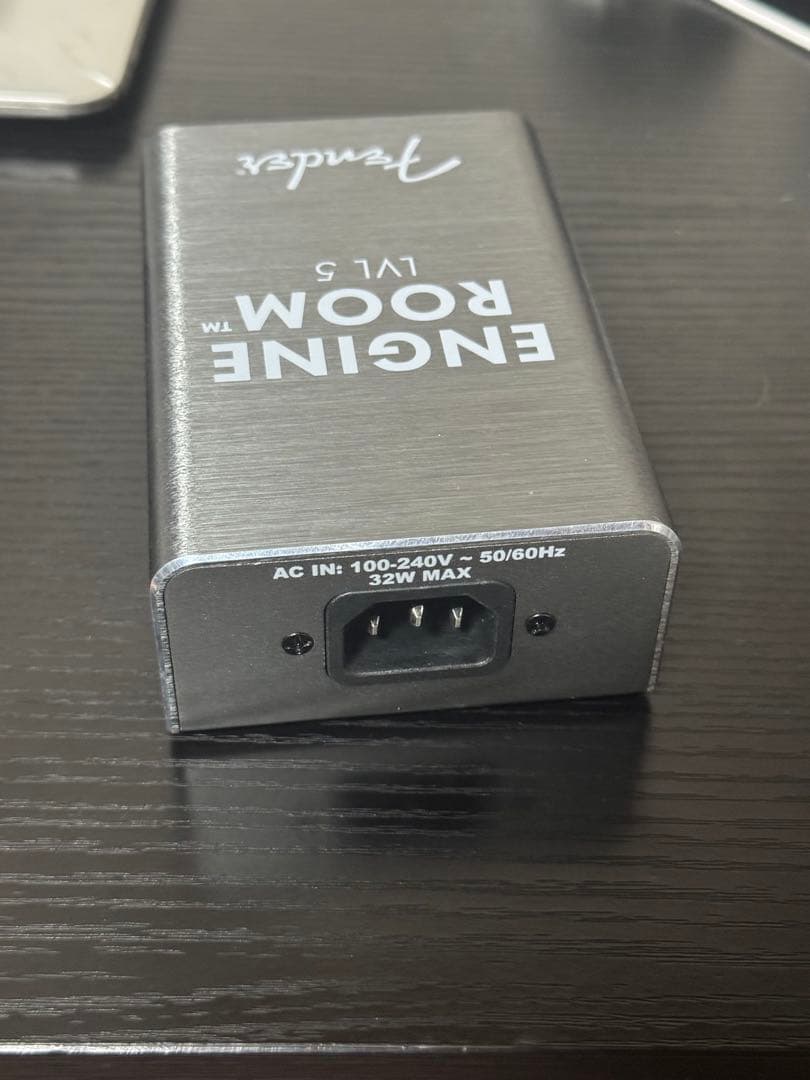 Fender
LVL 5
ENGINE
ROOM™
AC IN: 100-240V ~ 50/60Hz
32W MAX